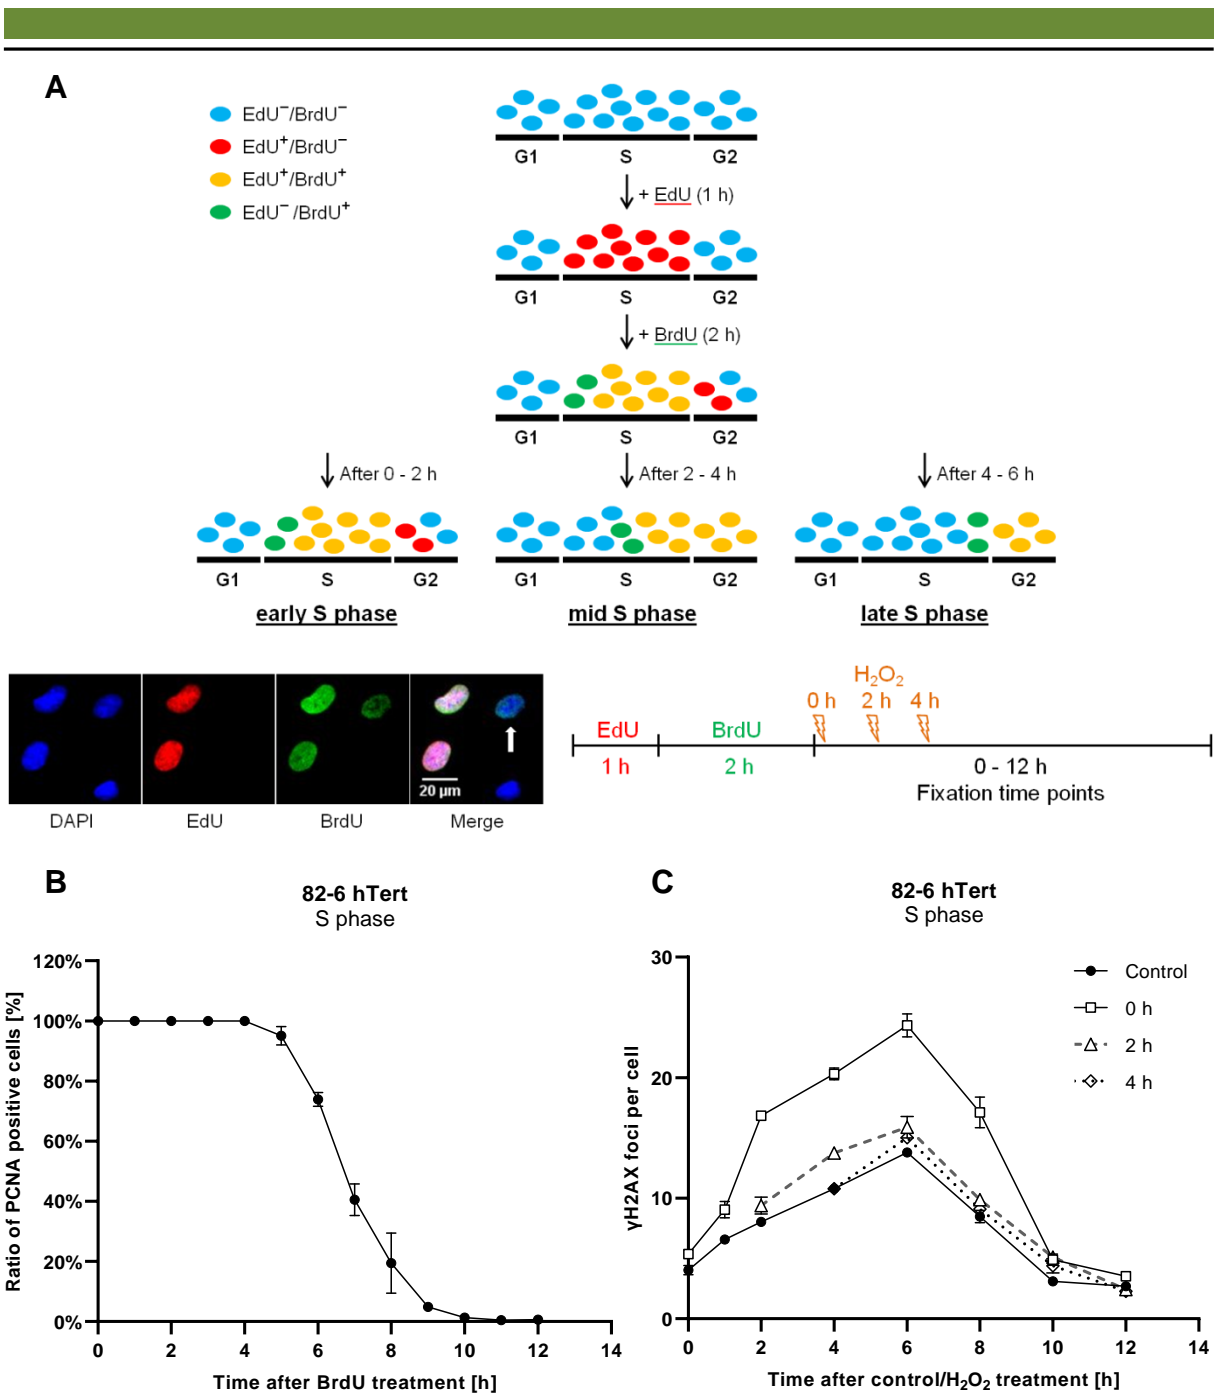 A
EdU⁻/BrdU⁻
EdU⁺/BrdU⁻
EdU⁺/BrdU⁺
EdU⁻/BrdU⁺
G1 S G2
+ EdU (1 h)
G1 S G2
+ BrdU (2 h)
G1 S G2
After 0 - 2 h After 2 - 4 h After 4 - 6 h
G1 S G2 G1 S G2 G1 S G2
early S phase mid S phase late S phase
20 µm
DAPI EdU BrdU Merge
H₂O₂
0 h 2 h 4 h
EdU BrdU
1 h 2 h 0 - 12 h
Fixation time points
B
82-6 hTert
S phase
Ratio of PCNA positive cells [%]
120%
100%
80%
60%
40%
20%
0%
0 2 4 6 8 10 12 14
Time after BrdU treatment [h]
C
82-6 hTert
S phase
γH2AX foci per cell
30
20
10
0
0 2 4 6 8 10 12 14
Time after control/H₂O₂ treatment [h]
Control
0 h
2 h
4 h